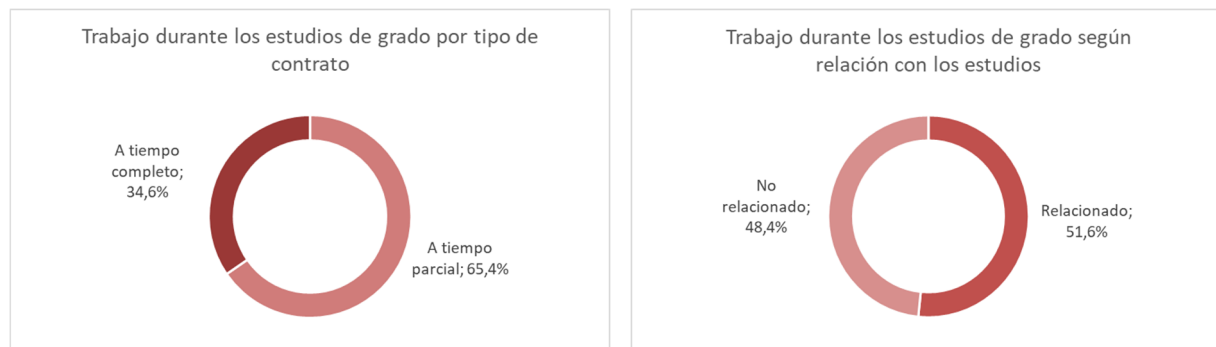 Trabajo durante los estudios de grado por tipo de
contrato
A tiempo
completo;
34,6%
A tiempo
parcial; 65,4%
Trabajo durante los estudios de grado según
relación con los estudios
No
relacionado;
48,4%
Relacionado;
51,6%